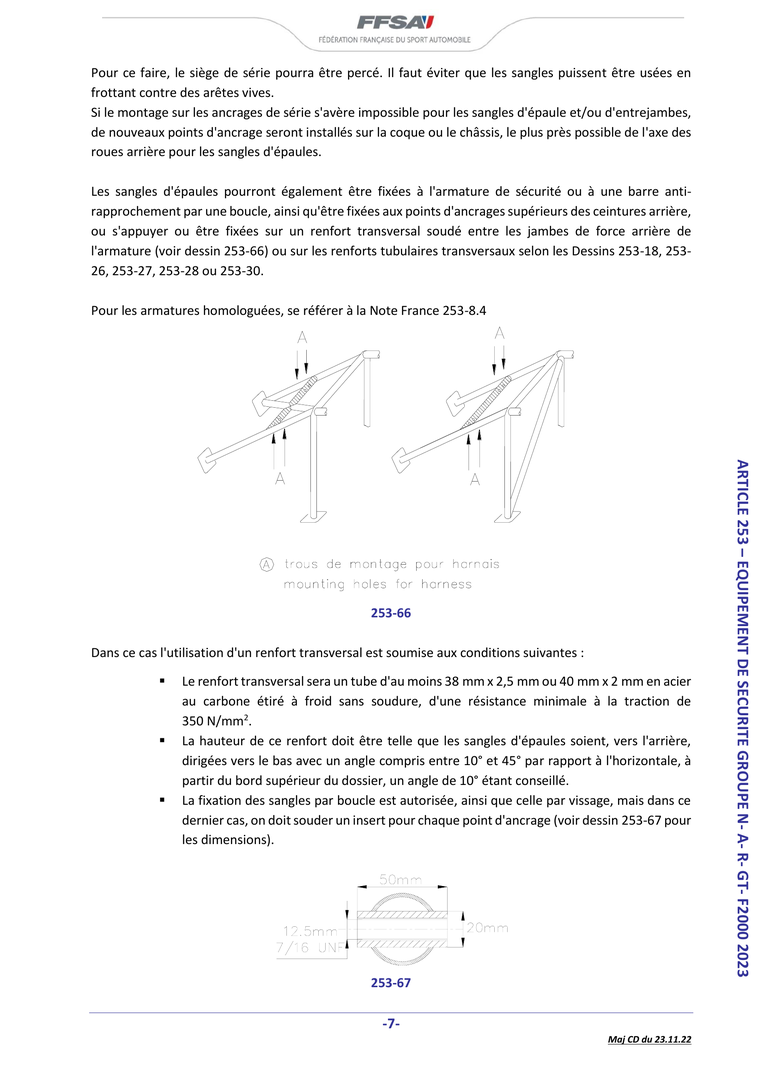 FFSA
FÉDÉRATION FRANÇAISE DU SPORT AUTOMOBILE
Pour ce faire, le siège de série pourra être percé. Il faut éviter que les sangles puissent être usées en
frottant contre des arêtes vives.
Si le montage sur les ancrages de série s'avère impossible pour les sangles d'épaule et/ou d'entrejambes,
de nouveaux points d'ancrage seront installés sur la coque ou le châssis, le plus près possible de l'axe des
roues arrière pour les sangles d'épaules.
Les sangles d'épaules pourront également être fixées à l'armature de sécurité ou à une barre anti-
rapprochement par une boucle, ainsi qu'être fixées aux points d'ancrages supérieurs des ceintures arrière,
ou s'appuyer ou être fixées sur un renfort transversal soudé entre les jambes de force arrière de
l'armature (voir dessin 253-66) ou sur les renforts tubulaires transversaux selon les Dessins 253-18, 253-
26, 253-27, 253-28 ou 253-30.
Pour les armatures homologuées, se référer à la Note France 253-8.4
A
A
A
A
A trous de montage pour harnais
mounting holes for harness
253-66
Dans ce cas l'utilisation d'un renfort transversal est soumise aux conditions suivantes :
▪ Le renfort transversal sera un tube d'au moins 38 mm x 2,5 mm ou 40 mm x 2 mm en acier
au carbone étiré à froid sans soudure, d'une résistance minimale à la traction de
350 N/mm².
▪ La hauteur de ce renfort doit être telle que les sangles d'épaules soient, vers l'arrière,
dirigées vers le bas avec un angle compris entre 10° et 45° par rapport à l'horizontale, à
partir du bord supérieur du dossier, un angle de 10° étant conseillé.
▪ La fixation des sangles par boucle est autorisée, ainsi que celle par vissage, mais dans ce
dernier cas, on doit souder un insert pour chaque point d'ancrage (voir dessin 253-67 pour
les dimensions).
50mm
12.5mm
7/16 UNF
20mm
253-67
-7-
Maj CD du 23.11.22
ARTICLE 253 – EQUIPEMENT DE SECURITE GROUPE N- A- R- GT- F2000 2023